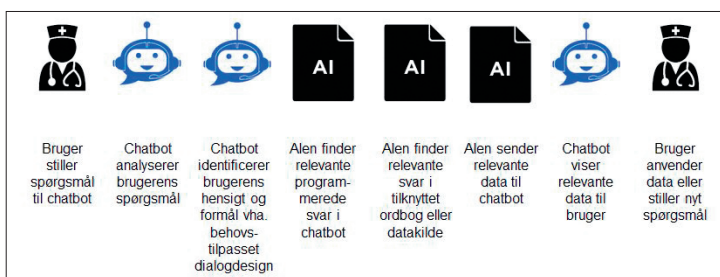 AI
AI
AI
Bruger
stiller
spørgsmål
til chatbot
Chatbot
analyserer
brugerens
spørgsmål
Chatbot
identificerer
brugerens
hensigt og
formål vha.
behovs-
tilpasset
dialogdesign
AIen finder
relevante
program-
merede
svar i
chatbot
AIen finder
relevante
svar i
tilknyttet
ordbog eller
datakilde
AIen sender
relevante
data til
chatbot
Chatbot
viser
relevante
data til
bruger
Bruger
anvender
data eller
stiller nyt
spørgsmål